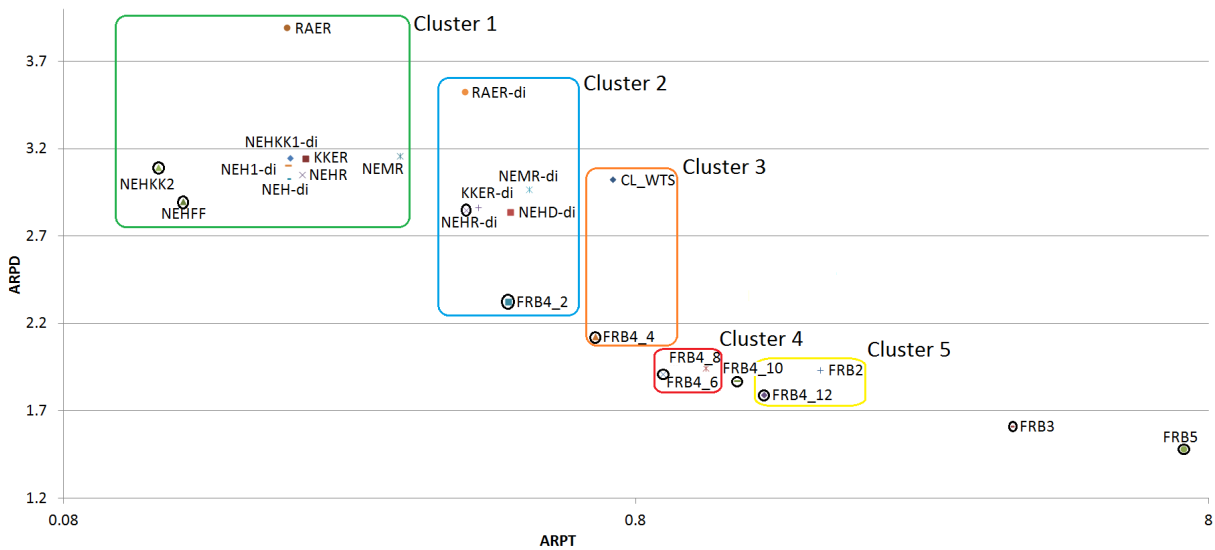 Cluster 1
RAER
3.7
Cluster 2
RAER-di
3.2
NEHKK1-di
KKER
NEH1-di
NEHR
NEH-di
NEMR
NEHKK2
NEHFF
Cluster 3
NEMR-di
CL_WTS
KKER-di
NEHD-di
NEHR-di
2.7
ARPD
FRB4_2
2.2
FRB4_4
Cluster 4
Cluster 5
FRB4_8
FRB4_10
FRB2
FRB4_6
FRB4_12
1.7
FRB3
FRB5
1.2
0.08
0.8
8
ARPT